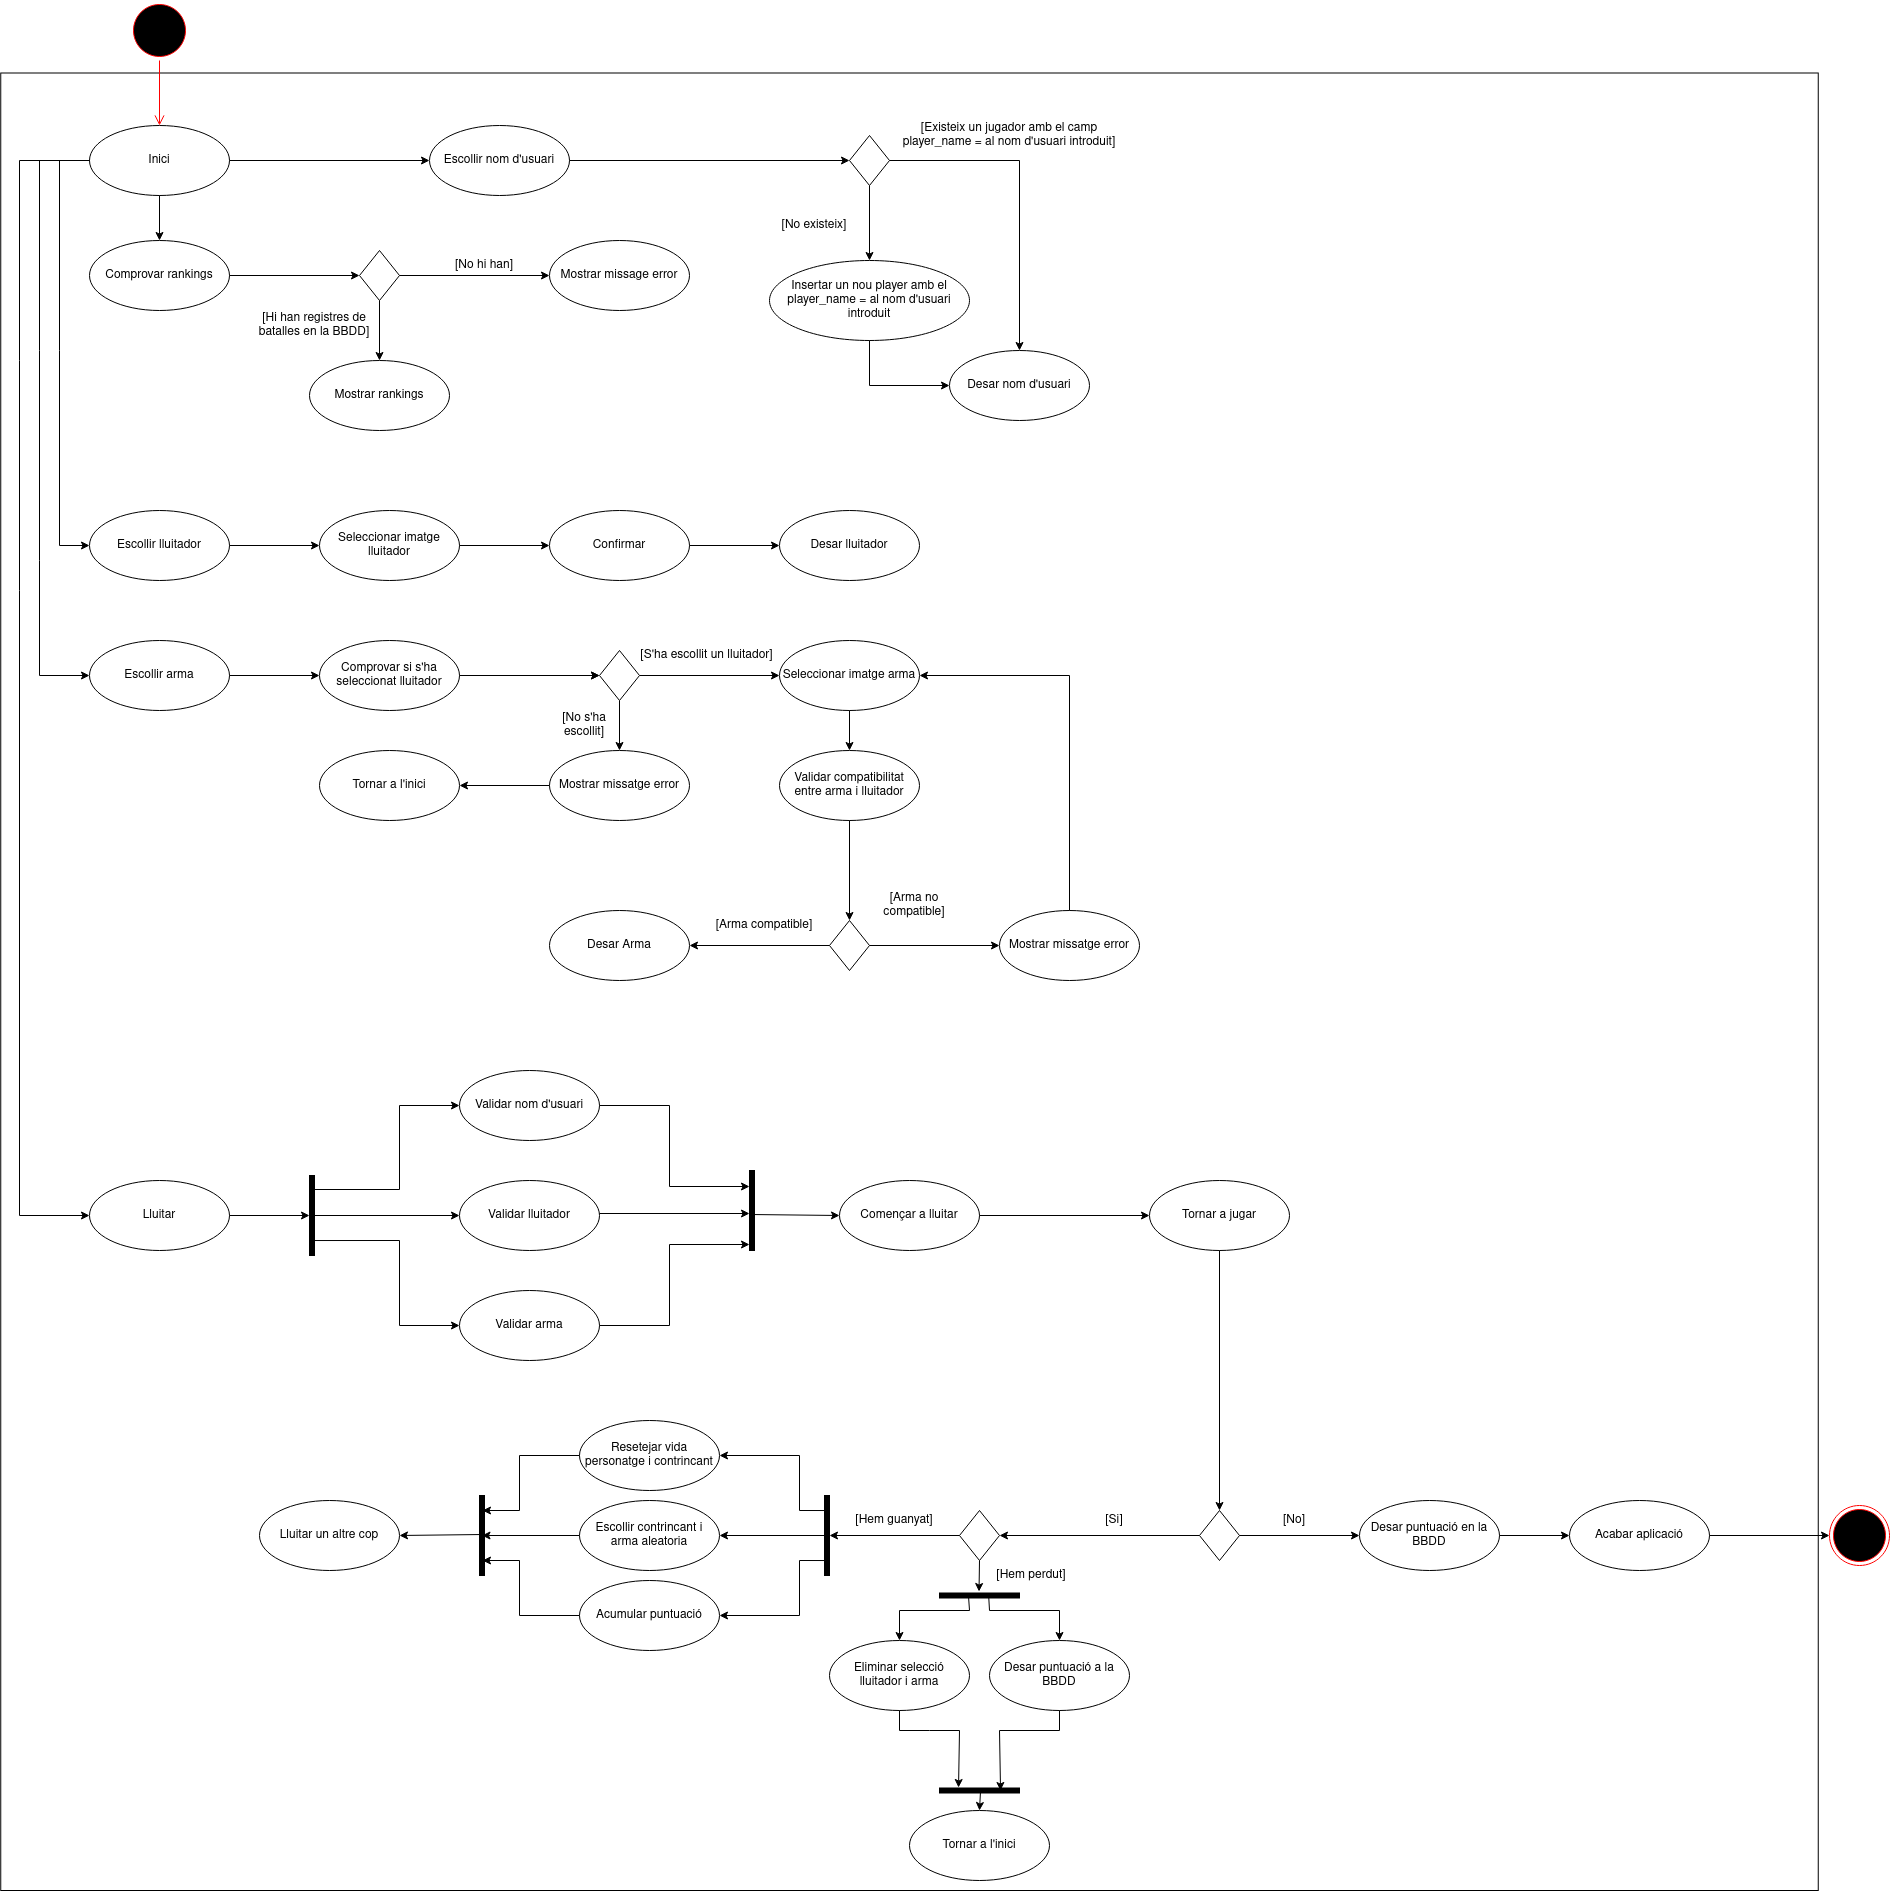 Inici
Escollir nom d'usuari
[Existeix un jugador amb el camp
player_name = al nom d'usuari introduit]
[No existeix]
Comprovar rankings
[No hi han]
Mostrar missage error
Insertar un nou player amb el
player_name = al nom d'usuari
introduit
[Hi han registres de
batalles en la BBDD]
Mostrar rankings
Desar nom d'usuari
Escollir lluitador
Seleccionar imatge
lluitador
Confirmar
Desar lluitador
Escollir arma
Comprovar si s'ha
seleccionat lluitador
[S'ha escollit un lluitador]
Seleccionar imatge arma
[No s'ha
escollit]
Tornar a l'inici
Mostrar missatge error
Validar compatibilitat
entre arma i lluitador
[Arma compatible]
[Arma no
compatible]
Desar Arma
Mostrar missatge error
Validar nom d'usuari
Lluitar
Validar lluitador
Començar a lluitar
Tornar a jugar
Validar arma
Resetejar vida
personatge i contrincant
Lluitar un altre cop
Escollir contrincant i
arma aleatoria
[Hem guanyat]
[Si]
[No]
Desar puntuació en la
BBDD
Acabar aplicació
[Hem perdut]
Acumular puntuació
Eliminar selecció
lluitador i arma
Desar puntuació a la
BBDD
Tornar a l'inici